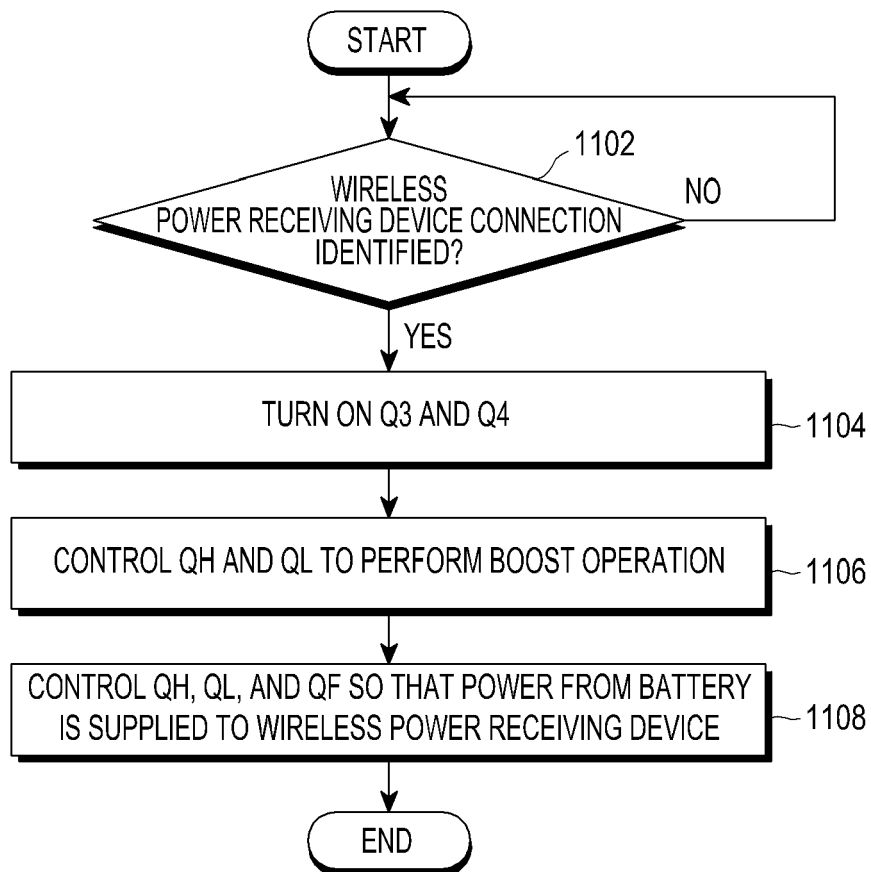 START
1102
WIRELESS
POWER RECEIVING DEVICE CONNECTION
IDENTIFIED?
NO
YES
TURN ON Q3 AND Q4
1104
CONTROL QH AND QL TO PERFORM BOOST OPERATION
1106
CONTROL QH, QL, AND QF SO THAT POWER FROM BATTERY
IS SUPPLIED TO WIRELESS POWER RECEIVING DEVICE
1108
END